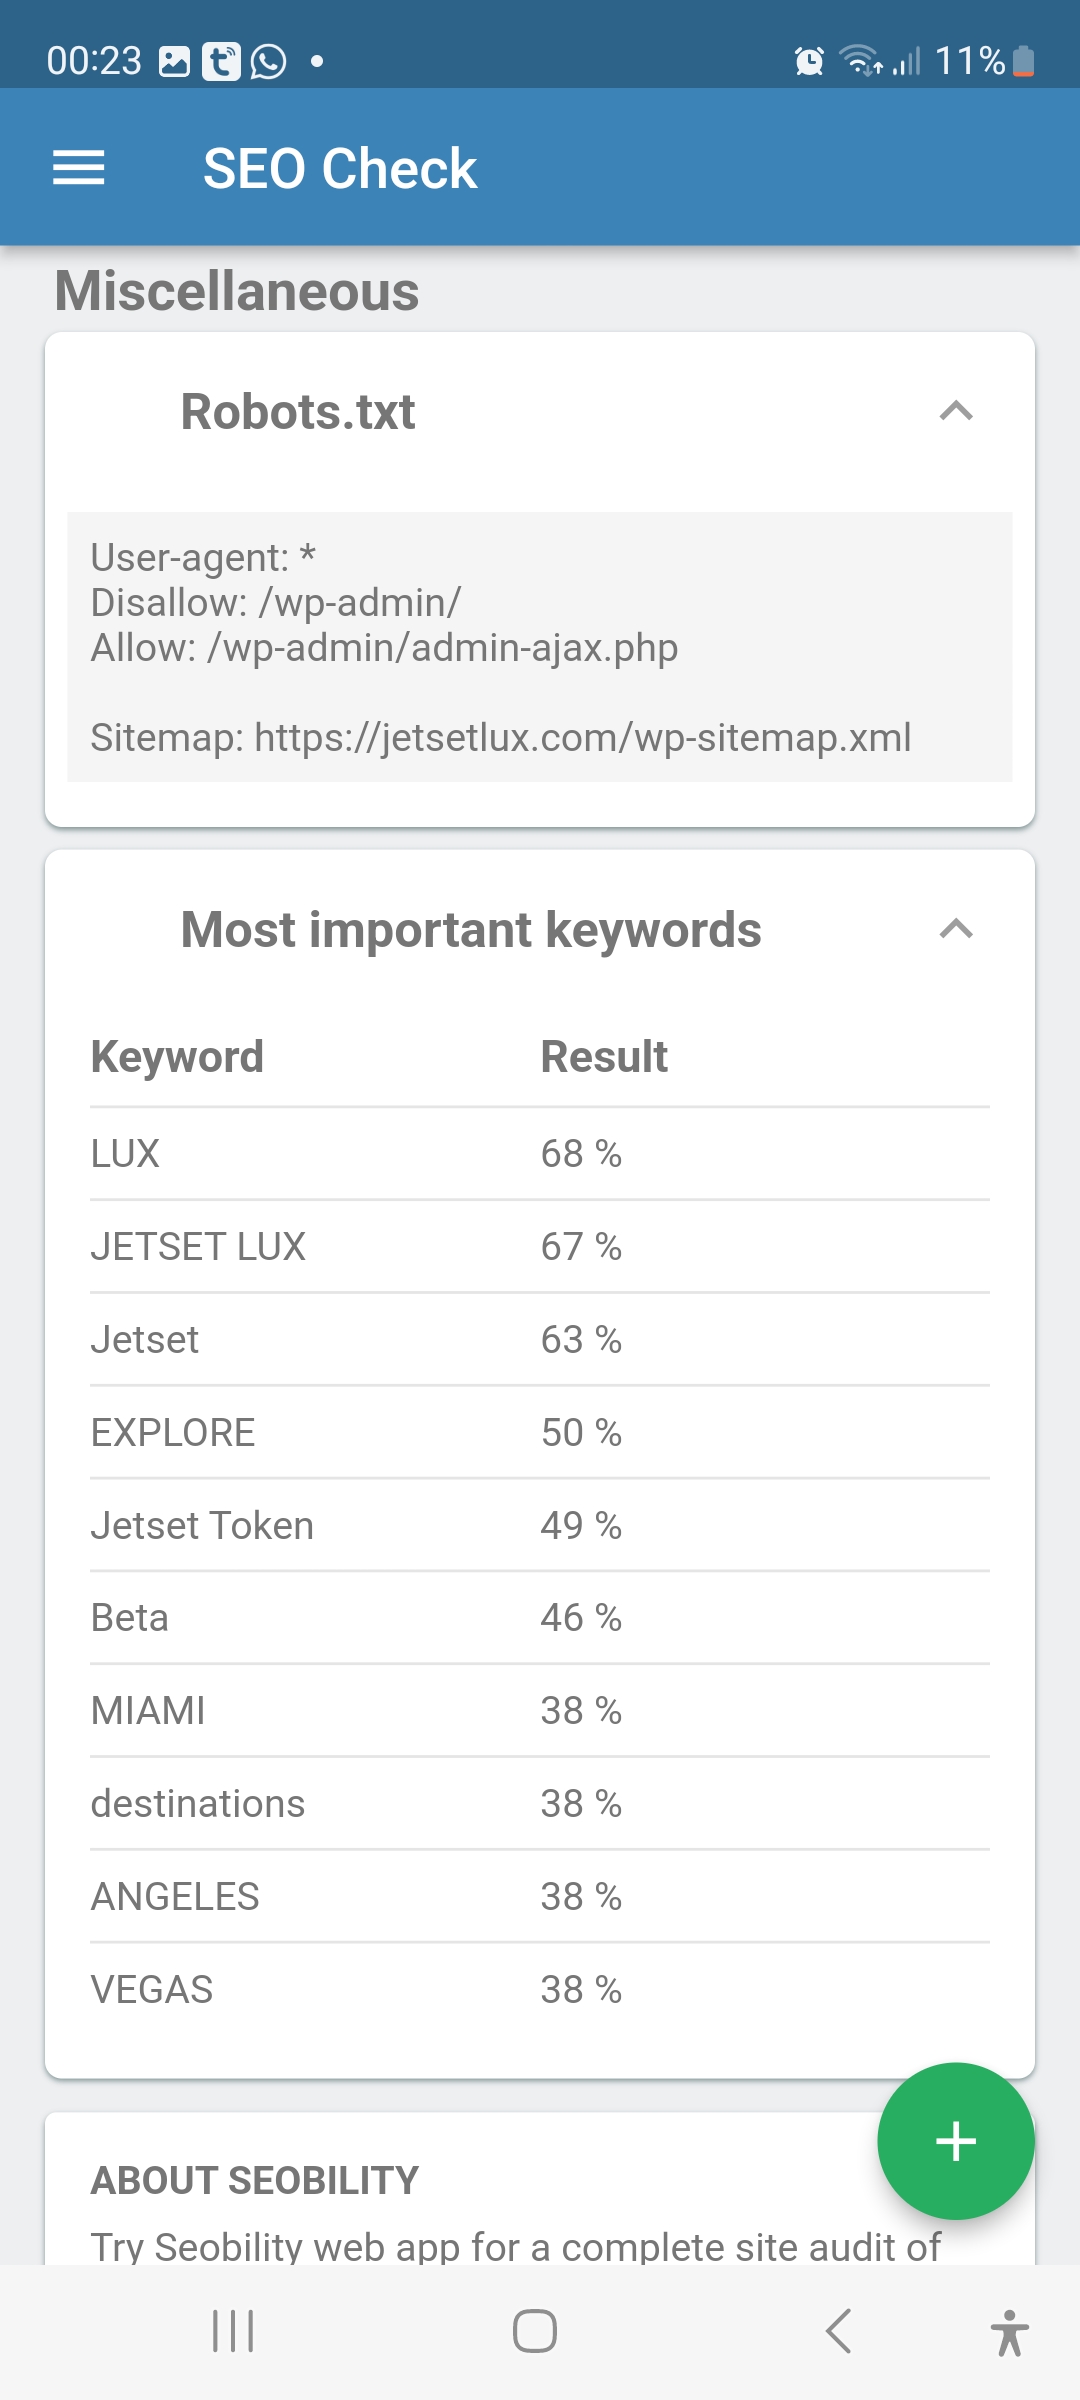 00:23 11%
SEO Check
Miscellaneous
Robots.txt
User-agent: *
Disallow: /wp-admin/
Allow: /wp-admin/admin-ajax.php
Sitemap: https://jetsetlux.com/wp-sitemap.xml
Most important keywords
Keyword Result
LUX 68 %
JETSET LUX 67 %
Jetset 63 %
EXPLORE 50 %
Jetset Token 49 %
Beta 46 %
MIAMI 38 %
destinations 38 %
ANGELES 38 %
VEGAS 38 %
ABOUT SEOBILITY
Try Seobility web app for a complete site audit of